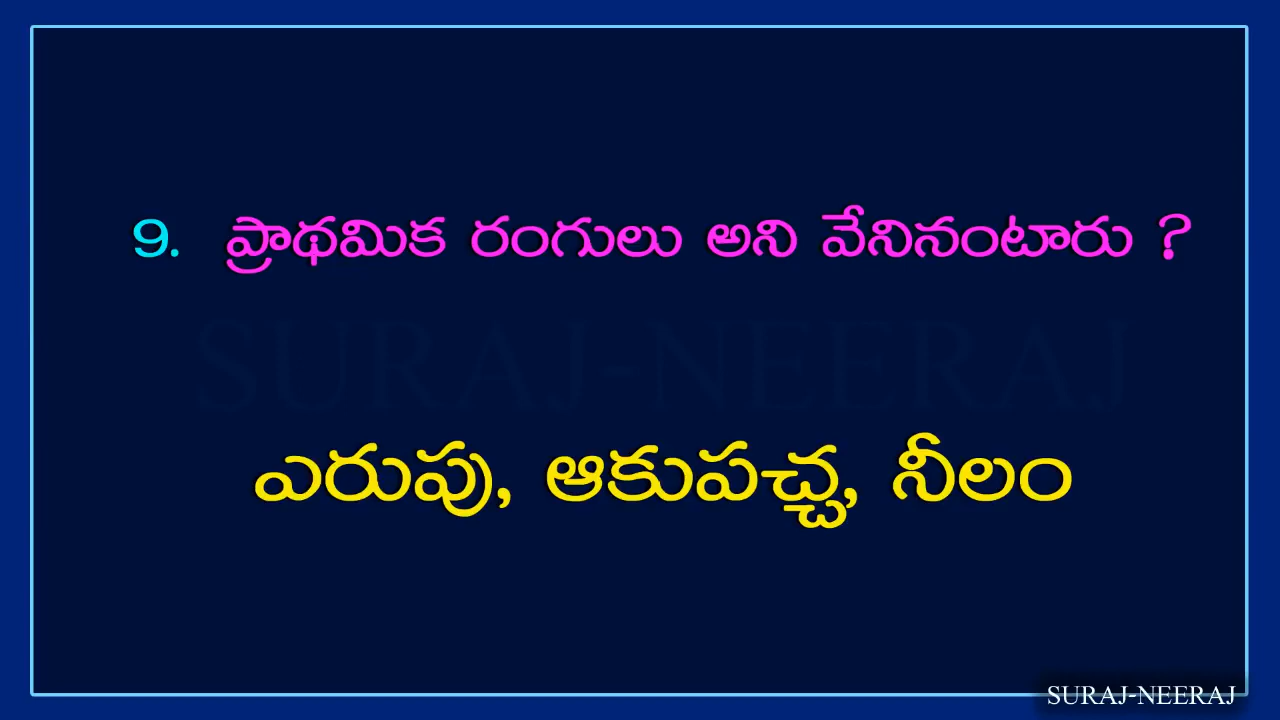 9. ప్రాథమిక రంగులు అని వేనినంటారు ?
SURAJ-NEERAJ
ఎరుపు, ఆకుపచ్చ, నీలం
SURAJ-NEERAJ